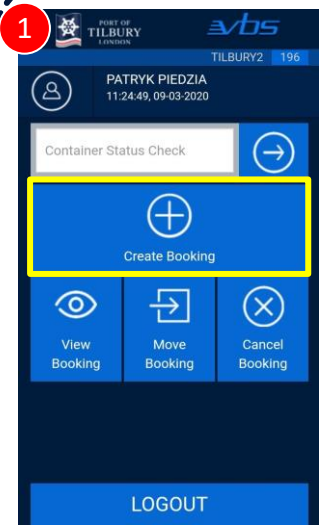 1
PORT OF
TILBURY
LONDON
vbs
TILBURY2 196
PATRYK PIEDZIA
11:24:49, 09-03-2020
Container Status Check
Create Booking
View Booking
Move Booking
Cancel Booking
LOGOUT